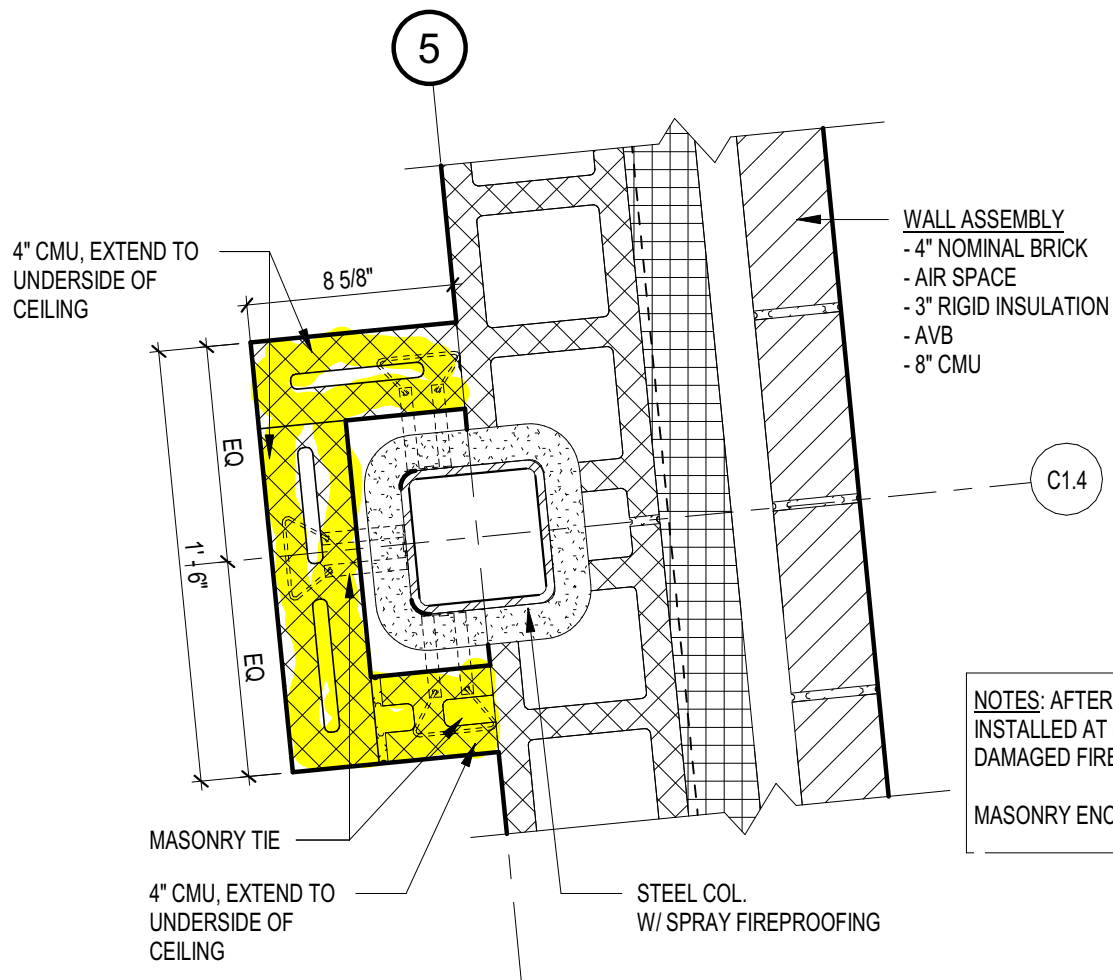 5
4" CMU, EXTEND TO
UNDERSIDE OF
CEILING
8 5/8"
WALL ASSEMBLY
- 4" NOMINAL BRICK
- AIR SPACE
- 3" RIGID INSULATION
- AVB
- 8" CMU
EQ
1' - 6"
EQ
C1.4
NOTES: AFTER
INSTALLED AT
DAMAGED FIRE
MASONRY ENC
MASONRY TIE
4" CMU, EXTEND TO
UNDERSIDE OF
CEILING
STEEL COL.
W/ SPRAY FIREPROOFING